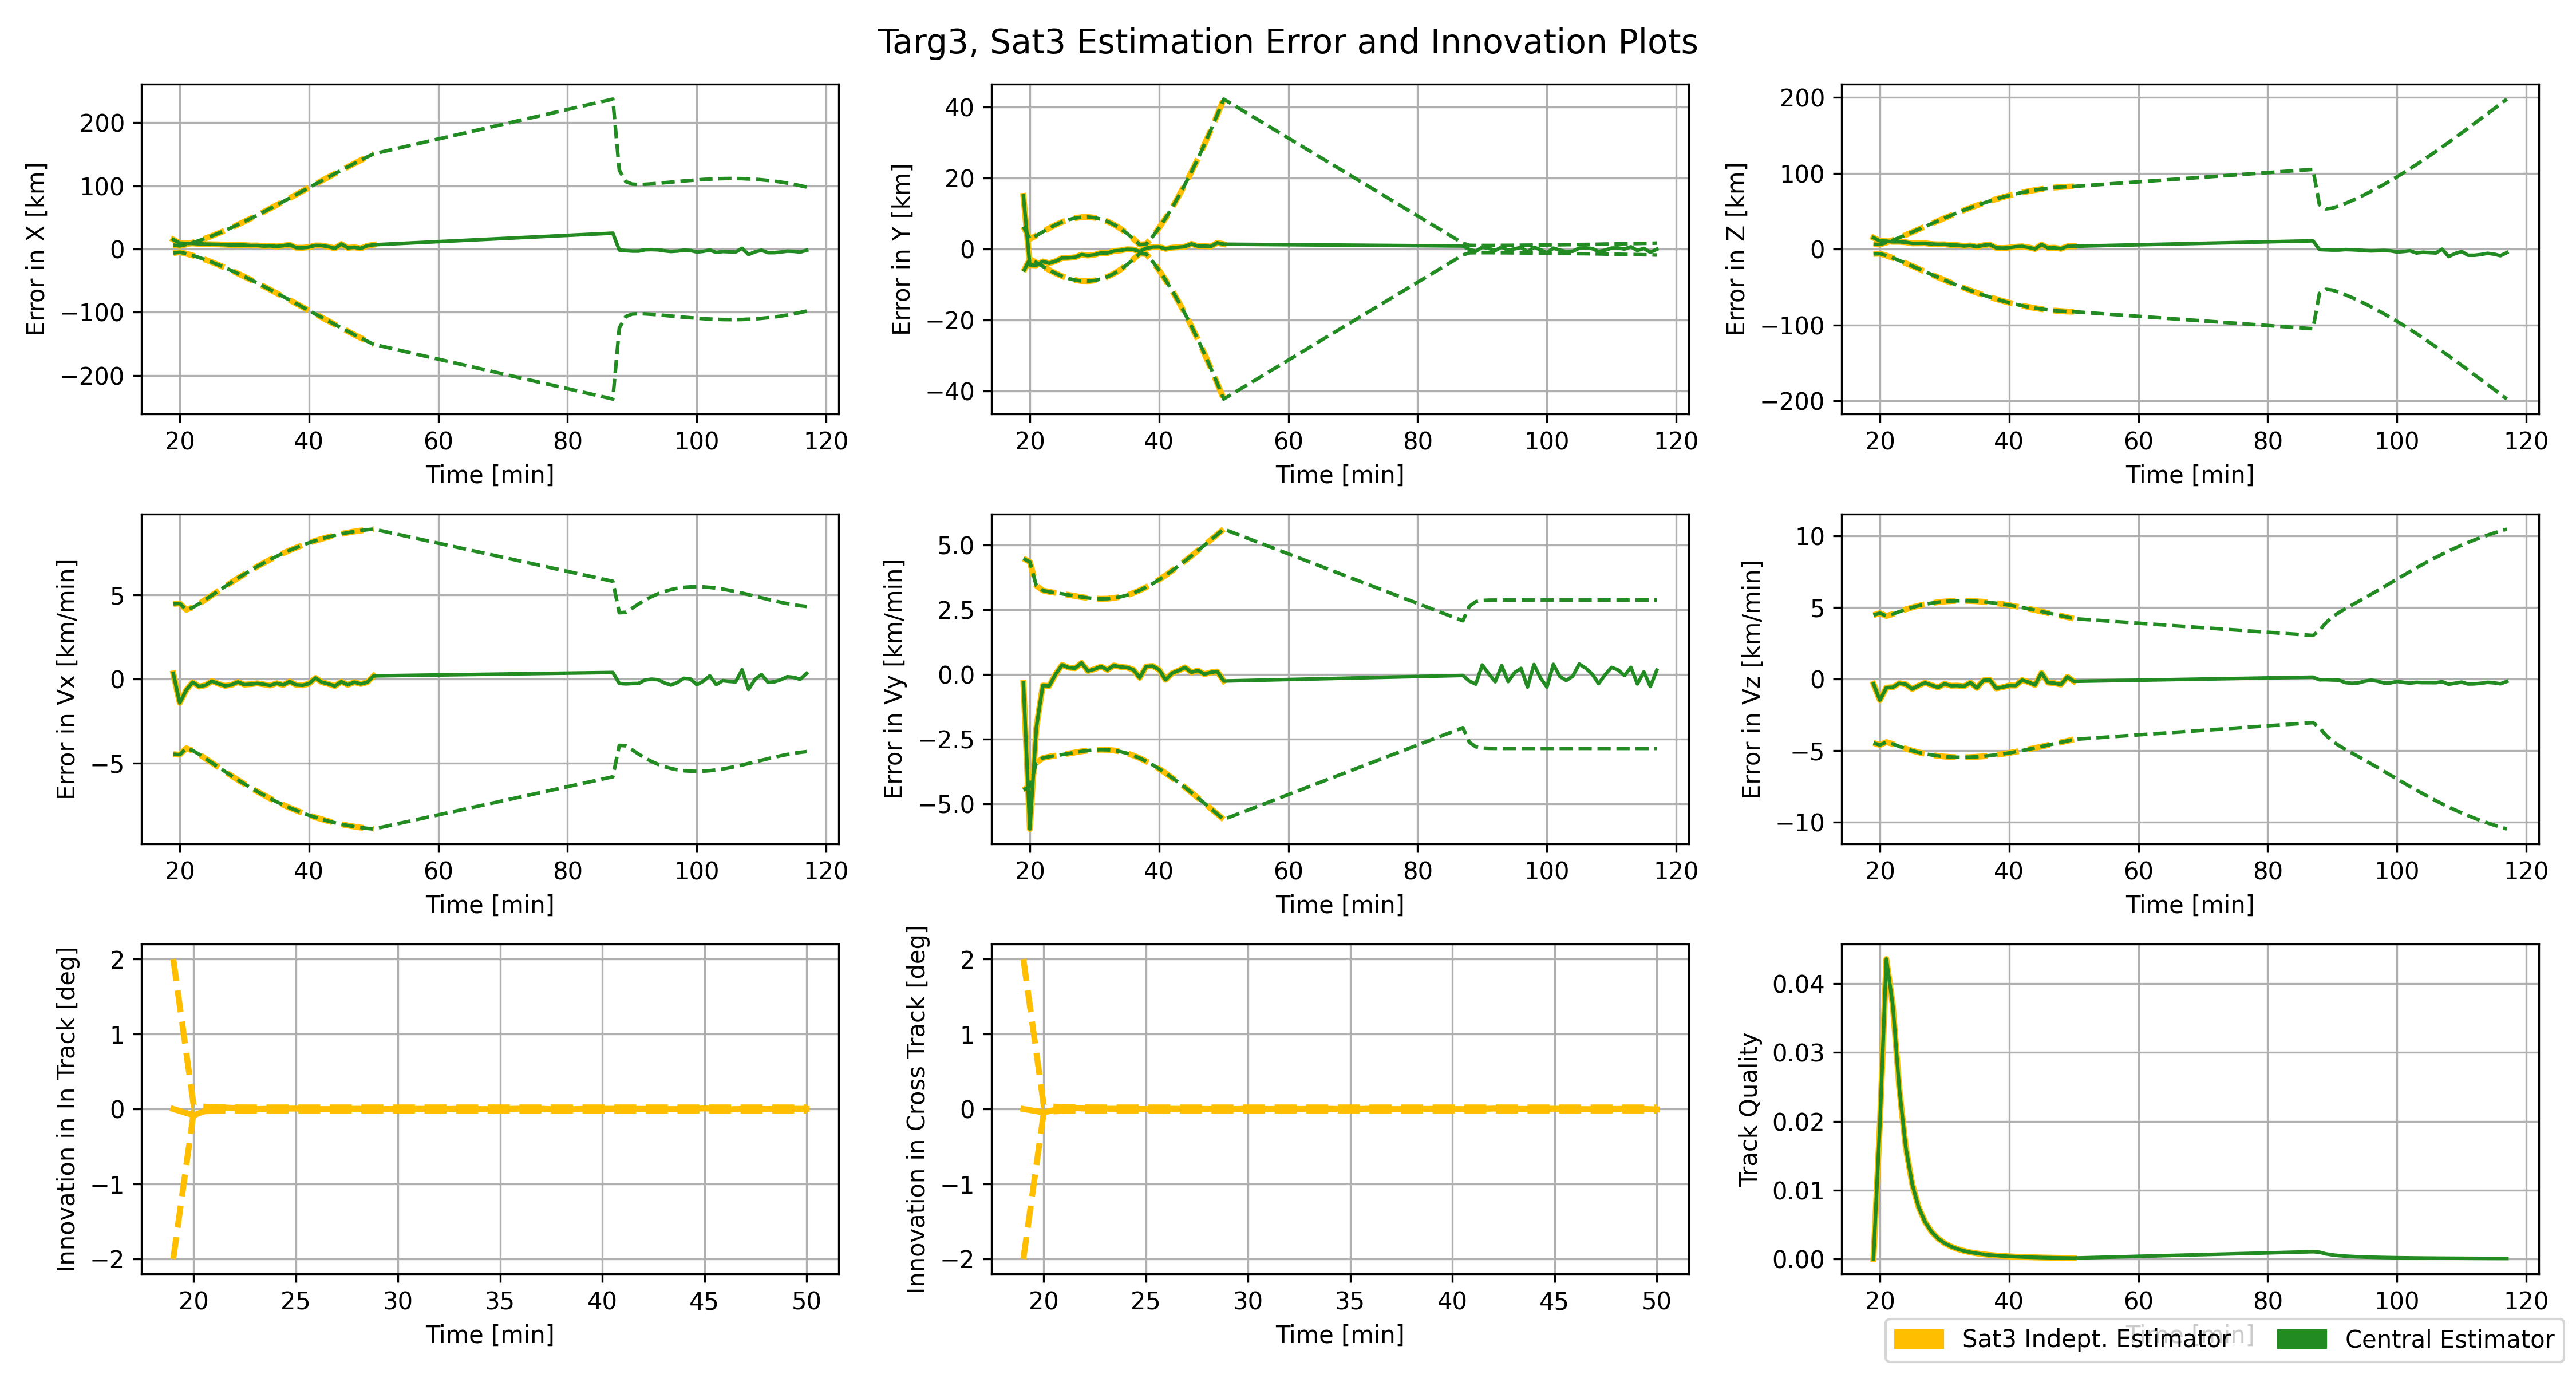 Targ3, Sat3 Estimation Error and Innovation Plots
Error in X [km]
200
100
0
−100
−200
20 40 60 80 100 120
Time [min]
Error in Y [km]
40
20
0
−20
−40
20 40 60 80 100 120
Time [min]
Error in Z [km]
200
100
0
−100
−200
20 40 60 80 100 120
Time [min]
Error in Vx [km/min]
5
0
−5
20 40 60 80 100 120
Time [min]
Error in Vy [km/min]
5.0
2.5
0.0
−2.5
−5.0
20 40 60 80 100 120
Time [min]
Error in Vz [km/min]
10
5
0
−5
−10
20 40 60 80 100 120
Time [min]
Innovation in In Track [deg]
2
1
0
−1
−2
20 25 30 35 40 45 50
Time [min]
Innovation in Cross Track [deg]
2
1
0
−1
−2
20 25 30 35 40 45 50
Time [min]
Track Quality
0.04
0.03
0.02
0.01
0.00
20 40 60 80 100 120
Time [min]
Sat3 Indept. Estimator
Central Estimator